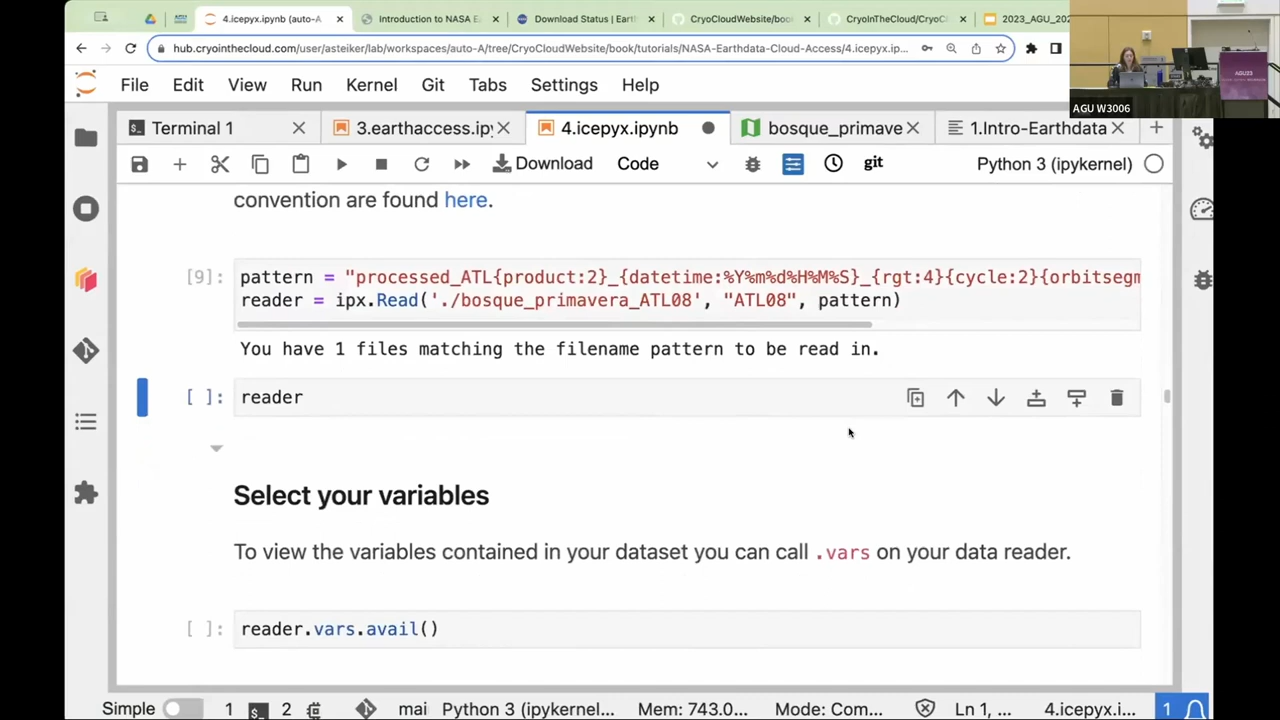 4.icepyx.ipynb (auto-A
Introduction to NASA E
Download Status | Eart
CryoCloudWebsite/boo
CryoInTheCloud/CryoC
2023_AGU_202
hub.cryointhecloud.com/user/asteiker/lab/workspaces/auto-A/tree/CryoCloudWebsite/book/tutorials/NASA-Earthdata-Cloud-Access/4.icepyx.ip...
File Edit View Run Kernel Git Tabs Settings Help
AGU W3006
Terminal 1
3.earthaccess.ipy
4.icepyx.ipynb
bosque_primave
1.Intro-Earthdata
Download Code git Python 3 (ipykernel)
convention are found here.
[9]: pattern = "processed_ATL{product:2}_{datetime:%Y%m%d%H%M%S}_{rgt:4}{cycle:2}{orbitsegm
reader = ipx.Read('./bosque_primavera_ATL08', "ATL08", pattern)
You have 1 files matching the filename pattern to be read in.
[ ]: reader
Select your variables
To view the variables contained in your dataset you can call .vars on your data reader.
[ ]: reader.vars.avail()
Simple 1 2 mai Python 3 (ipykernel... Mem: 743.0... Mode: Com... Ln 1, ... 4.icepyx.i... 1